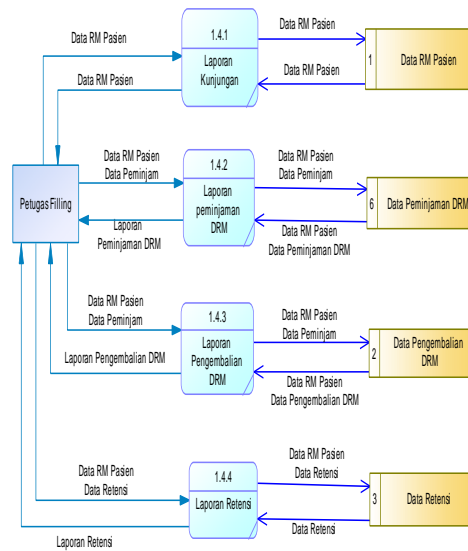 Data RM Pasien
1.4.1
Laporan
Kunjungan
Data RM Pasien
Data RM Pasien
Data RM Pasien
1
Data RM Pasien
Petugas Filling
Data RM Pasien
Data Peminjam
1.4.2
Laporan
peminjaman
DRM
Data RM Pasien
Data Peminjam
Laporan
Peminjaman DRM
Data RM Pasien
Data Peminjaman DRM
6
Data Peminjaman DRM
Data RM Pasien
Data Peminjam
1.4.3
Laporan
Pengembalian
DRM
Data RM Pasien
Data Peminjam
Laporan Pengembalian DRM
Data RM Pasien
Data Pengembalian DRM
2
Data Pengembalian
DRM
Data RM Pasien
Data Retensi
1.4.4
Laporan Retensi
Data RM Pasien
Data Retensi
Laporan Retensi
Data Retensi
3
Data Retensi